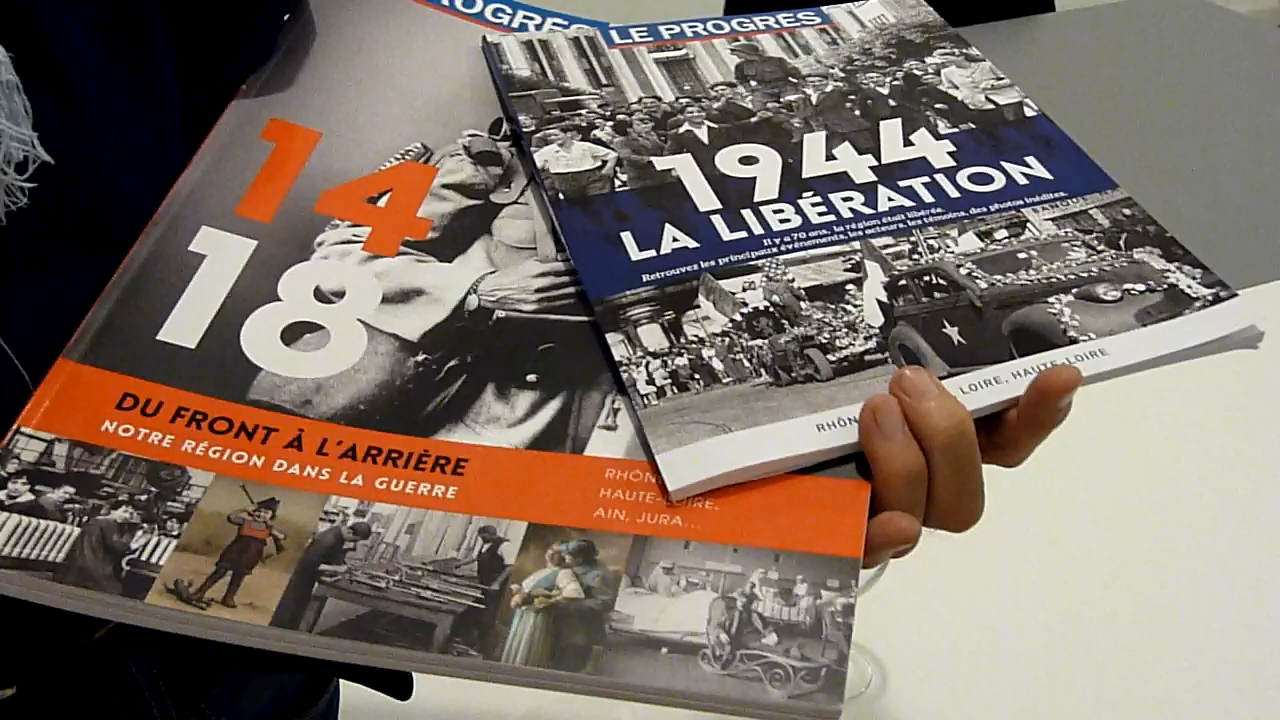 LE PROGRES
14
18
DU FRONT À L'ARRIÈRE
NOTRE RÉGION DANS LA GUERRE
HAUTE-LOIRE,
AIN, JURA...
1944
LA LIBÉRATION
Il y a 70 ans, la région était libérée.
Retrouvez les principaux événements, les acteurs, les témoins, des photos inédites.
LOIRE, HAUTE-LOIRE